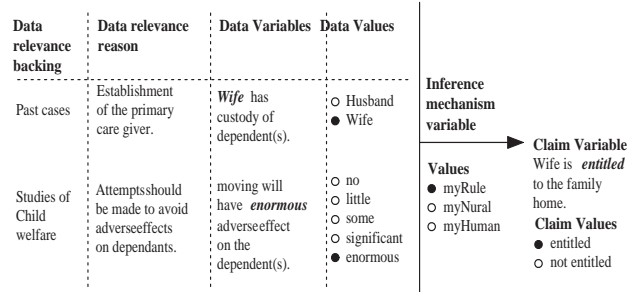 Data relevance backing
Data relevance reason
Data Variables
Data Values
Past cases
Establishment of the primary care giver.
Wife has custody of dependent(s).
Husband
Wife
Studies of Child welfare
Attemptsshould be made to avoid adverseeffects on dependants.
moving will have enormous adverseeffect on the dependent(s).
no
little
some
significant
enormous
Inference mechanism variable
Values
myRule
myNural
myHuman
Claim Variable
Wife is entitled to the family home.
Claim Values
entitled
not entitled